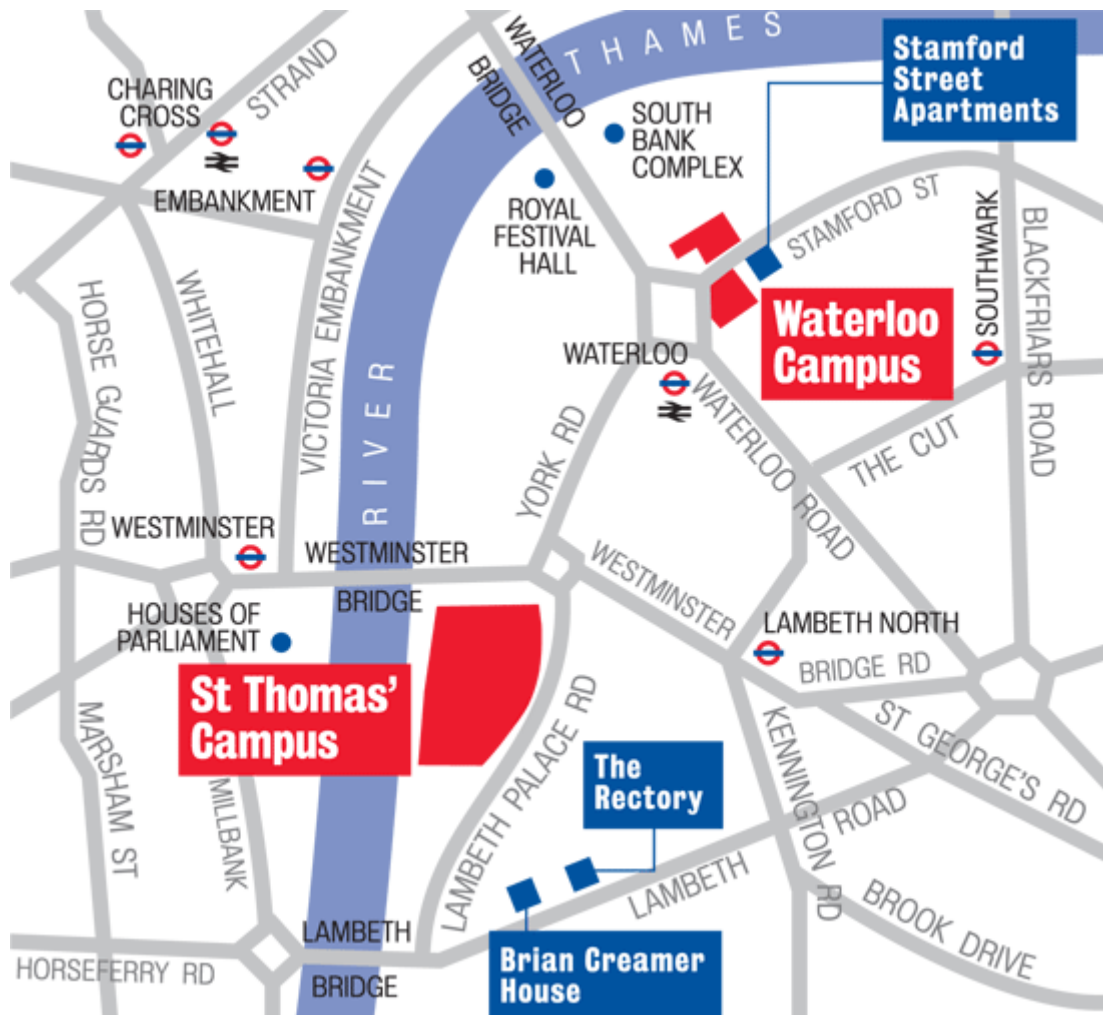 THAMES
WATERLOO
BRIDGE
Stamford
Street
Apartments
CHARING
CROSS
STRAND
SOUTH
BANK
COMPLEX
EMBANKMENT
ROYAL
FESTIVAL
HALL
STAMFORD ST
VICTORIA EMBANKMENT
WHITEHALL
HORSE GUARDS RD
SOUTHWARK
BLACKFRIARS ROAD
Waterloo
Campus
WATERLOO
RIVER
YORK RD
WATERLOO ROAD
THE CUT
WESTMINSTER
WESTMINSTER
BRIDGE
WESTMINSTER
BRIDGE RD
HOUSES OF
PARLIAMENT
LAMBETH NORTH
St Thomas’
Campus
MARSHAM ST
MILLBANK
LAMBETH PALACE RD
KENNINGTON RD
ST GEORGE'S RD
The
Rectory
LAMBETH ROAD
BROOK DRIVE
LAMBETH
BRIDGE
HORSEFERRY RD
Brian Creamer
House